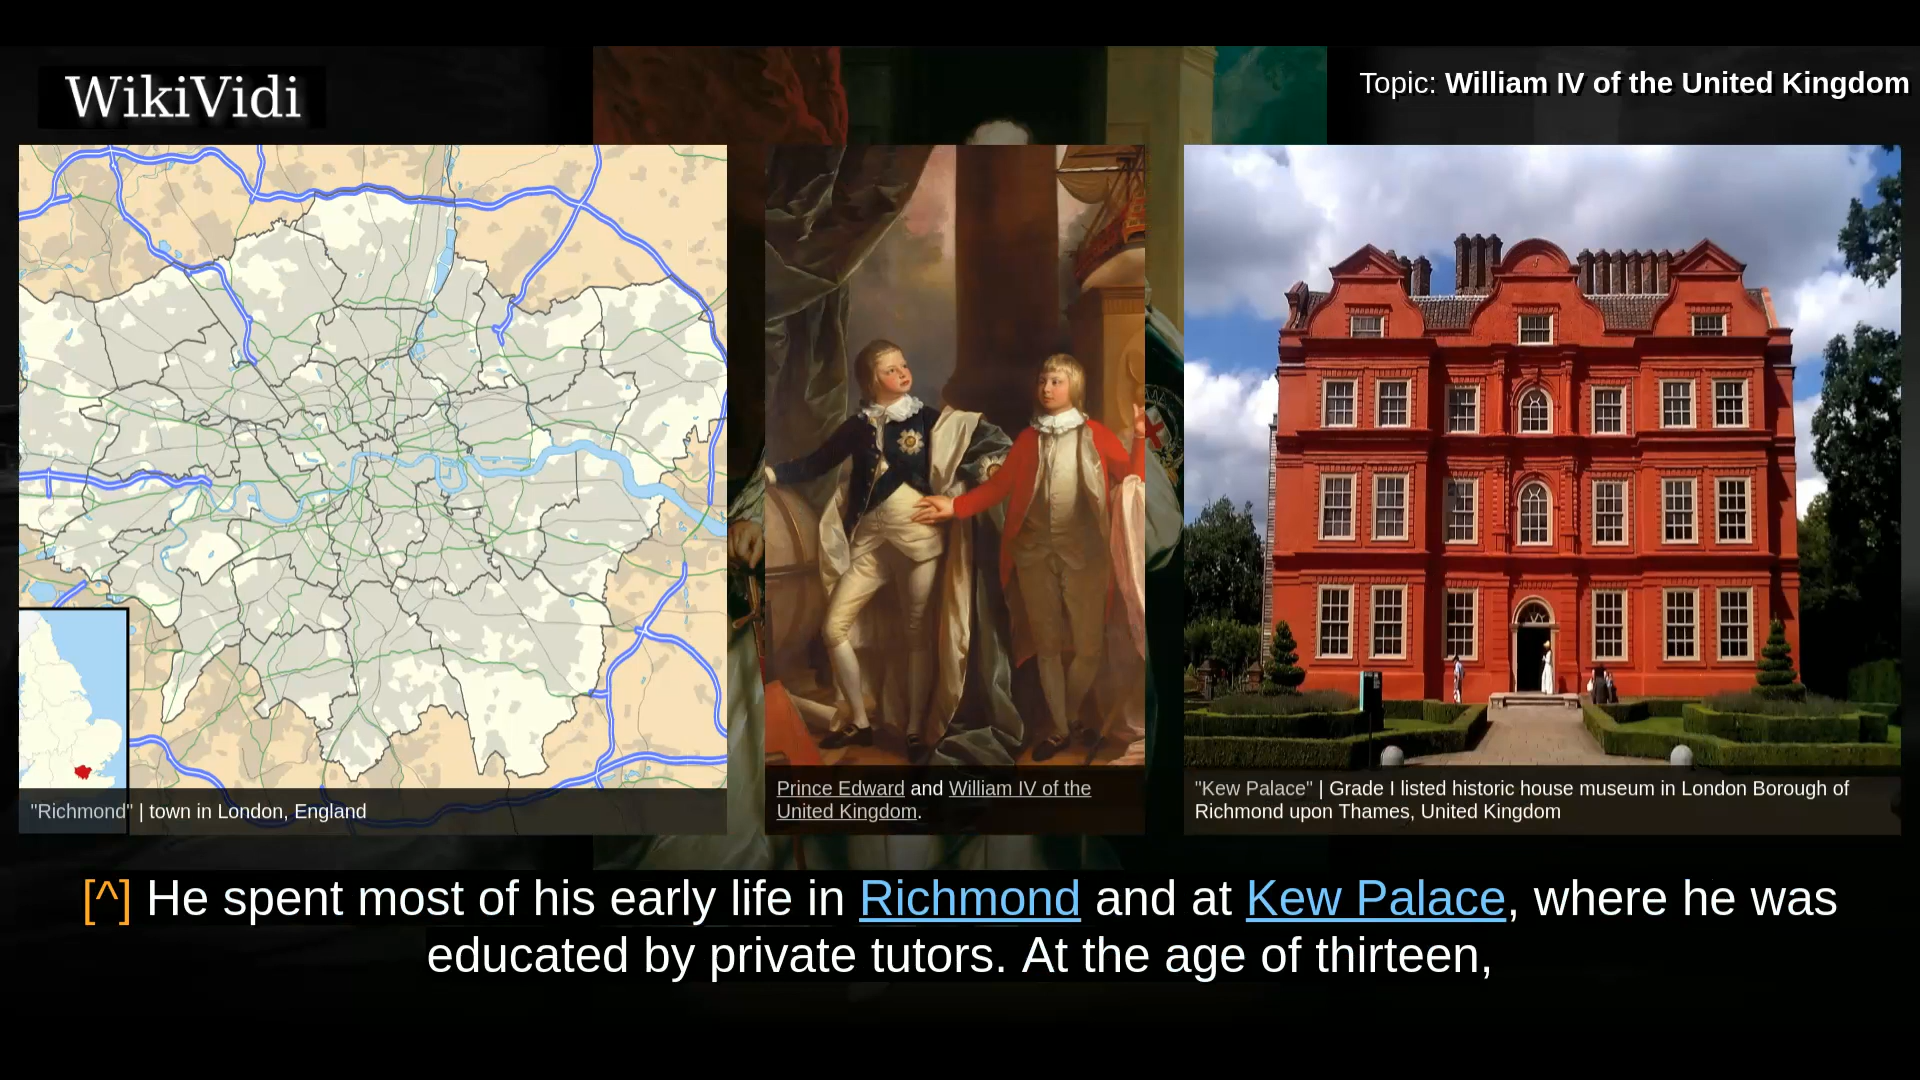 WikiVidi
Topic: William IV of the United Kingdom
"Richmond" | town in London, England
Prince Edward and William IV of the
United Kingdom.
"Kew Palace" | Grade I listed historic house museum in London Borough of
Richmond upon Thames, United Kingdom
[^] He spent most of his early life in Richmond and at Kew Palace, where he was
educated by private tutors. At the age of thirteen,